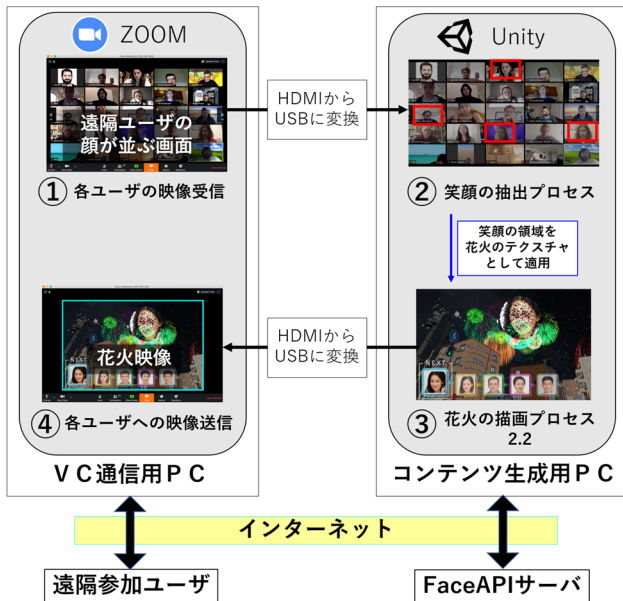 ZOOM
遠隔ユーザの
顔が並ぶ画面
① 各ユーザの映像受信
HDMIから
USBに変換
Unity
② 笑顔の抽出プロセス
笑顔の領域を
花火のテクスチャ
として適用
NEXT
花火映像
④ 各ユーザへの映像送信
HDMIから
USBに変換
NEXT
③ 花火の描画プロセス
2.2
ＶＣ通信用ＰＣ
コンテンツ生成用ＰＣ
インターネット
遠隔参加ユーザ
FaceAPIサーバ